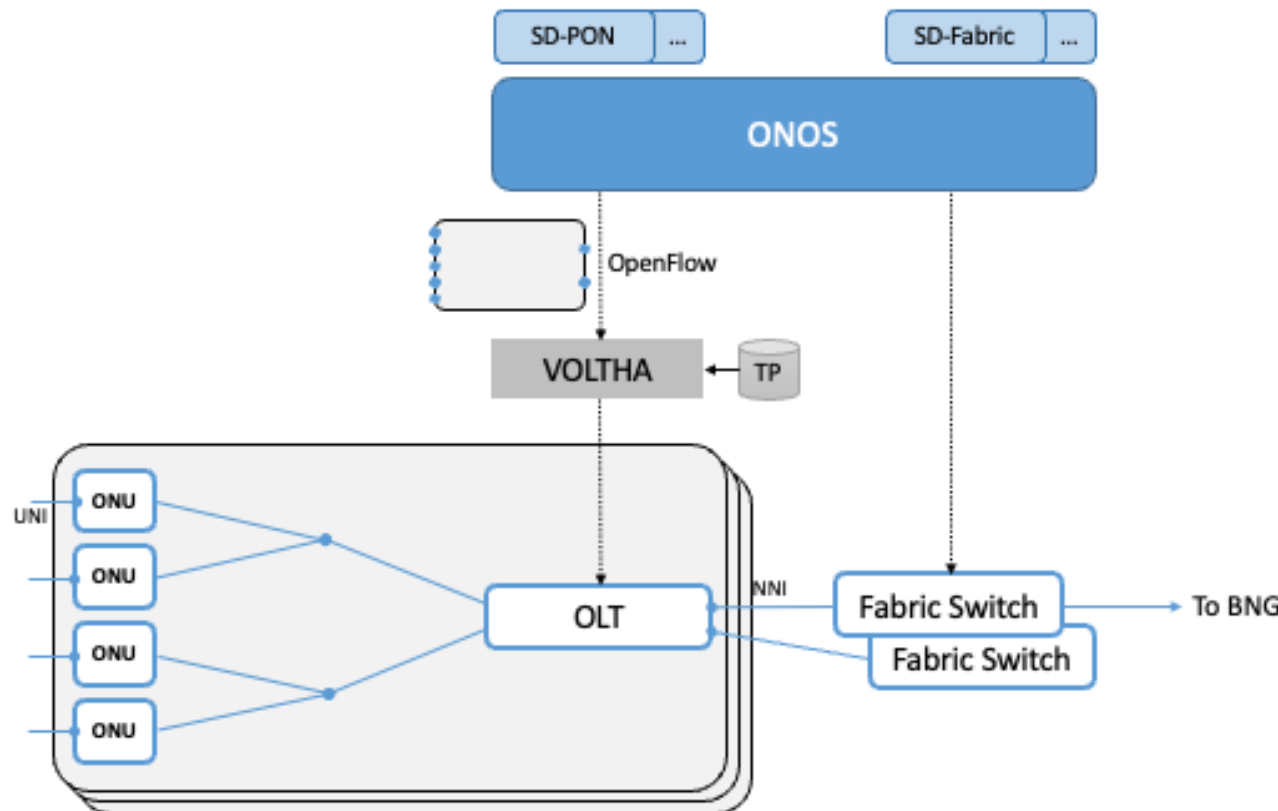 SD-PON
...
SD-Fabric
...
ONOS
OpenFlow
VOLTHA
TP
ONU
UNI
ONU
ONU
ONU
OLT
NNI
Fabric Switch
Fabric Switch
To BNG